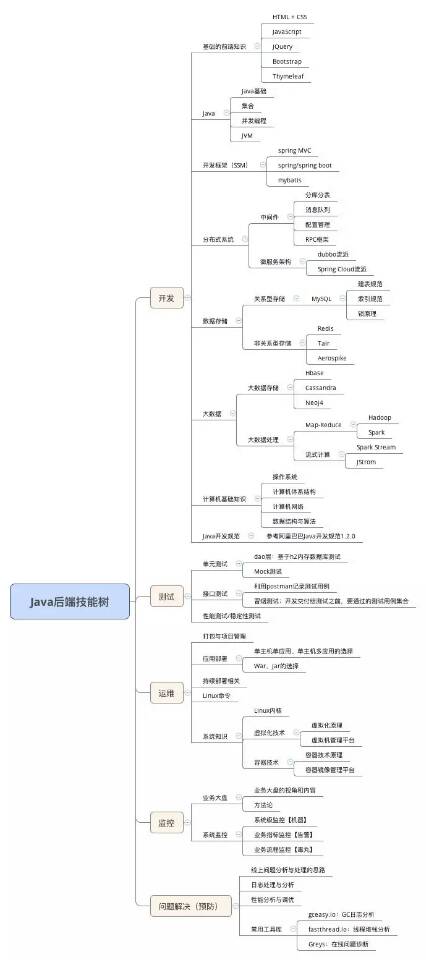 Java后端技能树
开发
基础的前端知识
HTML + CSS
JavaScript
JQuery
Bootstrap
Thymeleaf
Java
Java基础
集合
并发编程
JVM
开发框架（SSM）
spring MVC
spring/spring boot
mybatis
分布式系统
中间件
分库分表
消息队列
配置管理
RPC框架
微服务架构
dubbo流派
Spring Cloud流派
数据存储
关系型存储
MySQL
建表规范
索引规范
锁原理
非关系型存储
Redis
Tair
Aerospike
大数据
大数据存储
Hbase
Cassandra
Neo4j
大数据处理
Map-Reduce
Hadoop
Spark
流式计算
Spark Stream
JStrom
计算机基础知识
操作系统
计算机体系结构
计算机网络
数据结构与算法
Java开发规范
参考阿里巴巴Java开发规范1.2.0
测试
单元测试
dao层：基于h2内存数据库测试
Mock测试
接口测试
利用postman记录测试用例
冒烟测试：开发交付给测试之前，要通过的测试用例集合
性能测试/稳定性测试
运维
打包与项目管理
应用部署
单主机单应用、单主机多应用的选择
War、Jar的选择
持续部署相关
Linux命令
系统知识
Linux内核
虚拟化技术
虚拟化原理
虚拟机管理平台
容器技术
容器技术原理
容器镜像管理平台
监控
业务大盘
业务大盘的视角和内容
方法论
系统监控
系统级监控【机器】
业务指标监控【告警】
业务流程监控【毒丸】
问题解决（预防）
线上问题分析与处理的思路
日志处理与分析
性能分析与调优
常用工具库
gceasy.io：GC日志分析
fastthread.io：线程堆栈分析
Greys：在线问题诊断